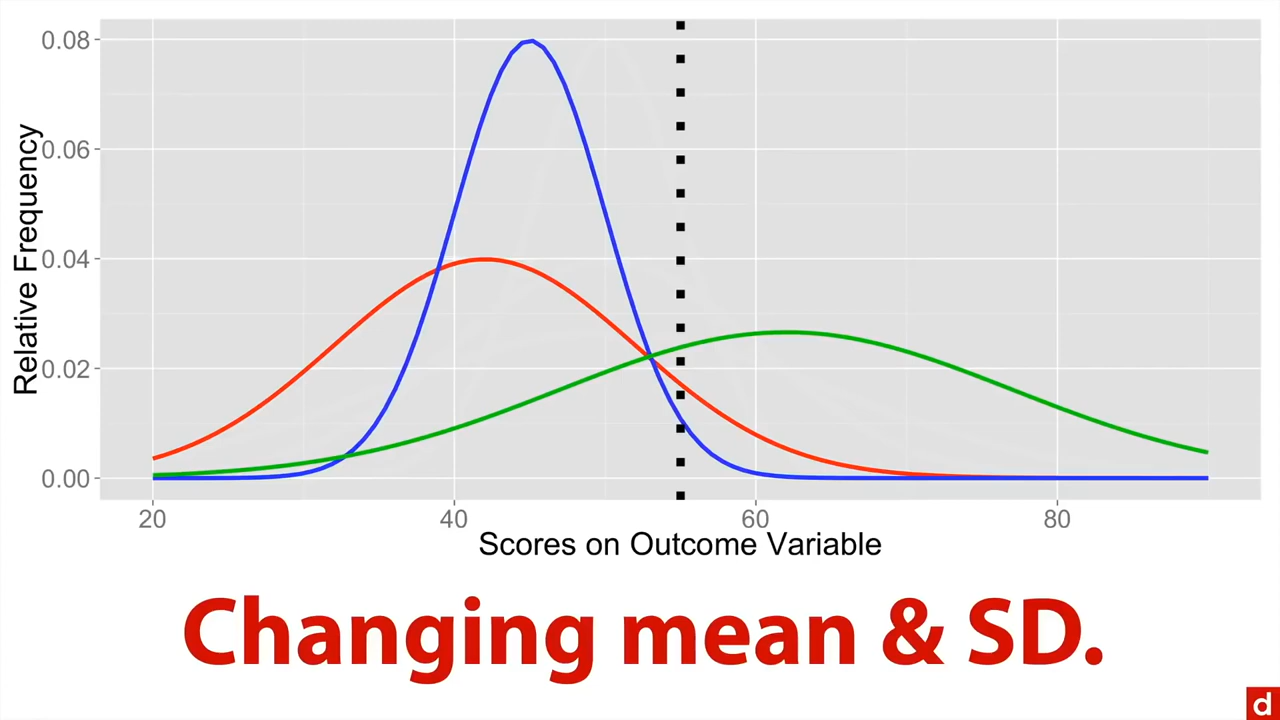 0.08
0.06
0.04
0.02
0.00
Relative Frequency
20 40 60 80
Scores on Outcome Variable
Changing mean & SD.
d